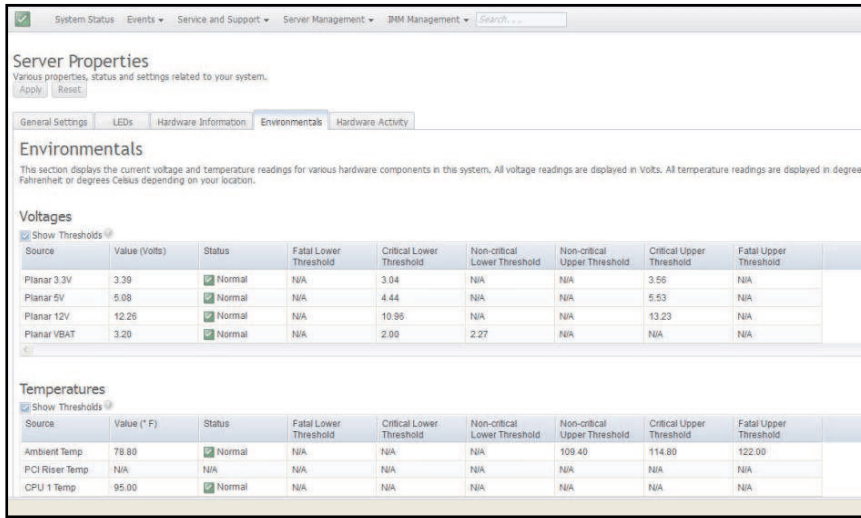 System Status Events Service and Support Server Management IMM Management Search...
Server Properties
Various properties, status and settings related to your system.
Apply Reset
General Settings LEDs Hardware Information Environmentals Hardware Activity
Environmentals
This section displays the current voltage and temperature readings for various hardware components in this system. All voltage readings are displayed in Volts. All temperature readings are displayed in degree
Fahrenheit or degrees Celsius depending on your location.
Voltages
Show Thresholds
Source Value (Volts) Status Fatal Lower Threshold Critical Lower Threshold Non-critical Lower Threshold Non-critical Upper Threshold Critical Upper Threshold Fatal Upper Threshold
Planar 3.3V 3.39 Normal N/A 3.04 N/A N/A 3.56 N/A
Planar 5V 5.08 Normal N/A 4.44 N/A N/A 5.53 N/A
Planar 12V 12.26 Normal N/A 10.96 N/A N/A 13.23 N/A
Planar VBAT 3.20 Normal N/A 2.00 2.27 N/A N/A N/A
Temperatures
Show Thresholds
Source Value (° F) Status Fatal Lower Threshold Critical Lower Threshold Non-critical Lower Threshold Non-critical Upper Threshold Critical Upper Threshold Fatal Upper Threshold
Ambient Temp 78.80 Normal N/A N/A N/A 109.40 114.80 122.00
PCI Riser Temp N/A N/A N/A N/A N/A N/A N/A N/A
CPU 1 Temp 95.00 Normal N/A N/A N/A N/A N/A N/A